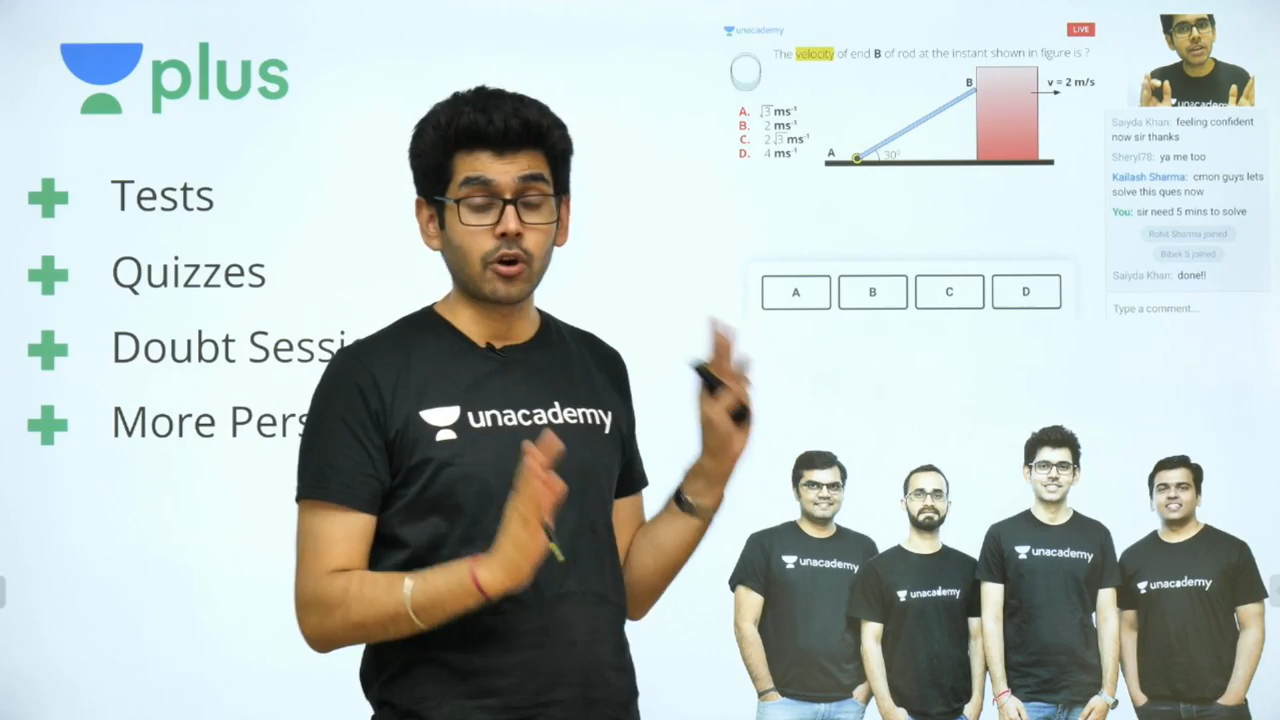 plus
Tests
Quizzes
Doubt Sessi
More Pers
unacademy
unacademy
LIVE
The velocity of end B of rod at the instant shown in figure is ?
A. √3 ms⁻¹
B. 2 ms⁻¹
C. 2√3 ms⁻¹
D. 4 ms⁻¹
B
v = 2 m/s
A
30°
A
B
C
D
unacademy
Saiyda Khan: feeling confident
now sir thanks
Sheryl78: ya me too
Kailash Sharma: cmon guys lets
solve this ques now
You: sir need 5 mins to solve
Rohit Sharma joined
Bibek S joined
Saiyda Khan: done!!
Type a comment...
unacademy
unacademy
unacademy
unacademy